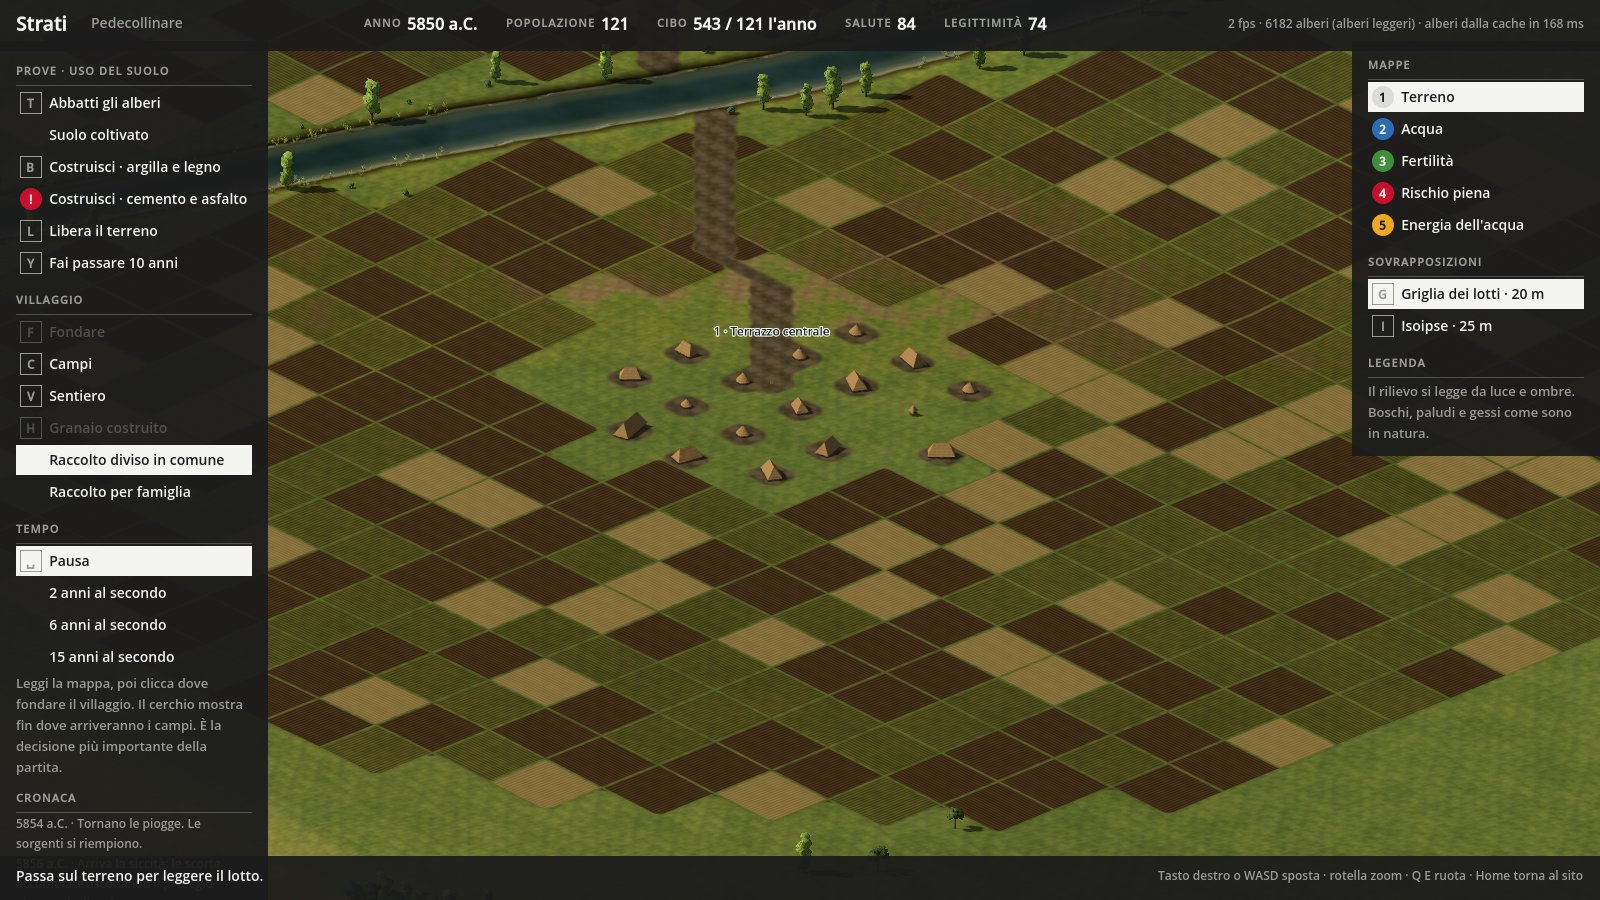 Strati
Pedecollinare
ANNO 5850 a.C.
POPOLAZIONE 121
CIBO 543 / 121 l'anno
SALUTE 84
LEGITTIMITÀ 74
2 fps · 6182 alberi (alberi leggeri) · alberi dalla cache in 168 ms
PROVE · USO DEL SUOLO
T Abbatti gli alberi
Suolo coltivato
B Costruisci · argilla e legno
! Costruisci · cemento e asfalto
L Libera il terreno
Y Fai passare 10 anni
VILLAGGIO
F Fondare
C Campi
V Sentiero
H Granaio costruito
Raccolto diviso in comune
Raccolto per famiglia
TEMPO
␣ Pausa
2 anni al secondo
6 anni al secondo
15 anni al secondo
Leggi la mappa, poi clicca dove
fondare il villaggio. Il cerchio mostra
fin dove arriveranno i campi. È la
decisione più importante della
partita.
CRONACA
5854 a.C. · Tornano le piogge. Le
sorgenti si riempiono.
5856 a.C. · Arriva la siccità: le scorte
Passa sul terreno per leggere il lotto.
1 · Terrazzo centrale
MAPPE
1 Terreno
2 Acqua
3 Fertilità
4 Rischio piena
5 Energia dell'acqua
SOVRAPPOSIZIONI
G Griglia dei lotti · 20 m
I Isoipse · 25 m
LEGENDA
Il rilievo si legge da luce e ombre.
Boschi, paludi e gessi come sono
in natura.
Tasto destro o WASD sposta · rotella zoom · Q E ruota · Home torna al sito